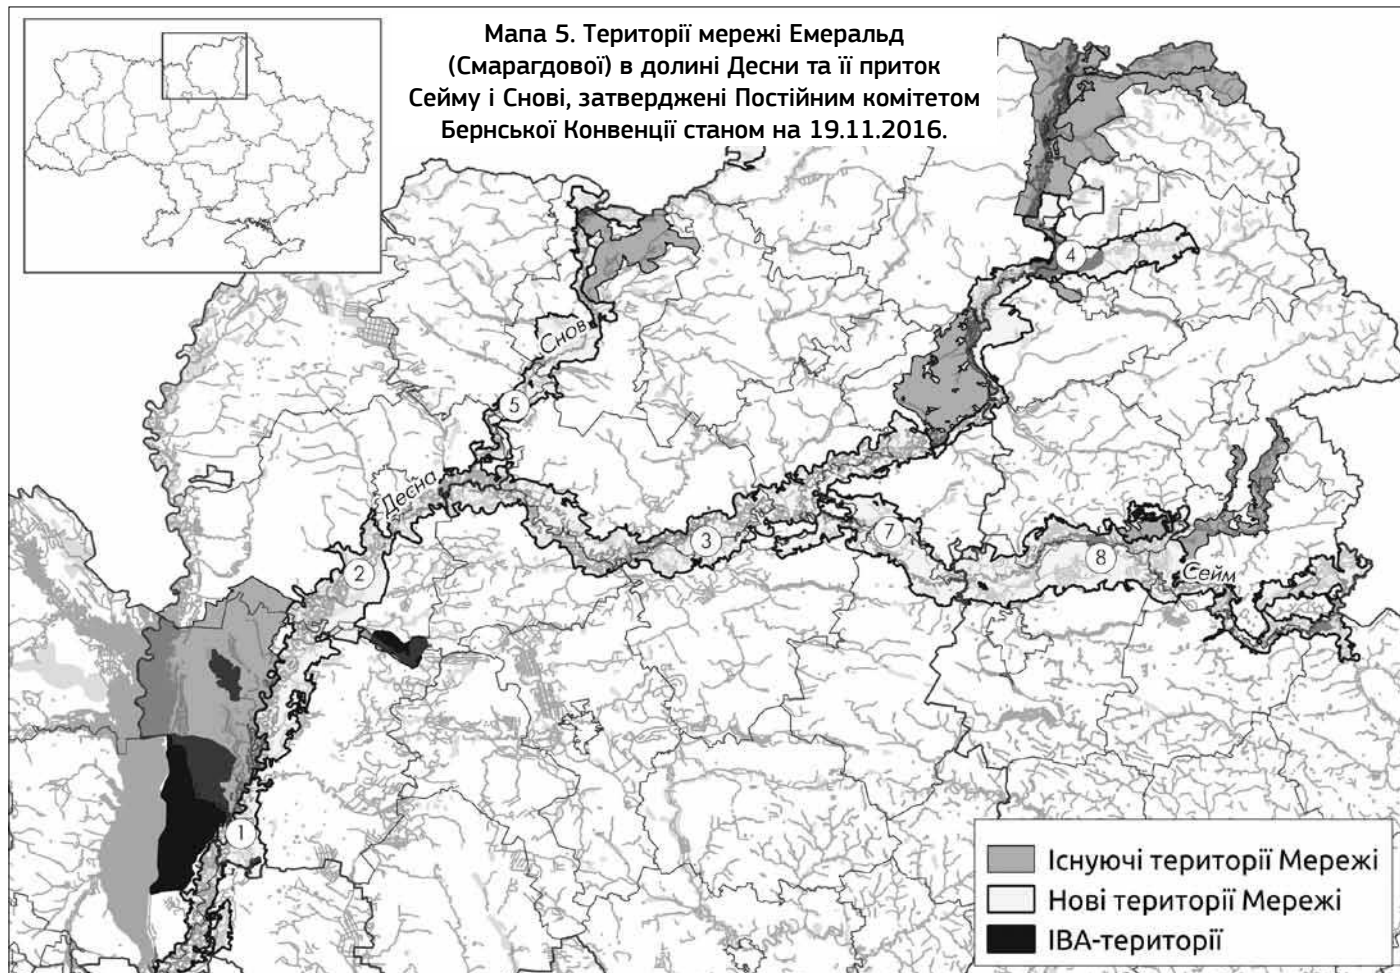 Мапа 5. Території мережі Емеральд
(Смарагдової) в долині Десни та її приток
Сейму і Снові, затверджені Постійним комітетом
Бернської Конвенції станом на 19.11.2016.
4
Снов
5
Десна
3
7
8
Сейм
2
1
Існуючі території Мережі
Нові території Мережі
ІВА-території